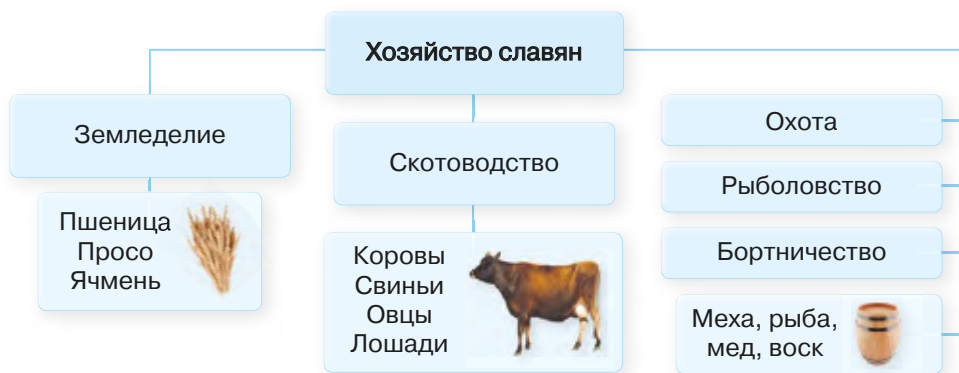 Хозяйство славян
Земледелие
Пшеница
Просо
Ячмень
Скотоводство
Коровы
Свиньи
Овцы
Лошади
Охота
Рыболовство
Бортничество
Меха, рыба,
мед, воск